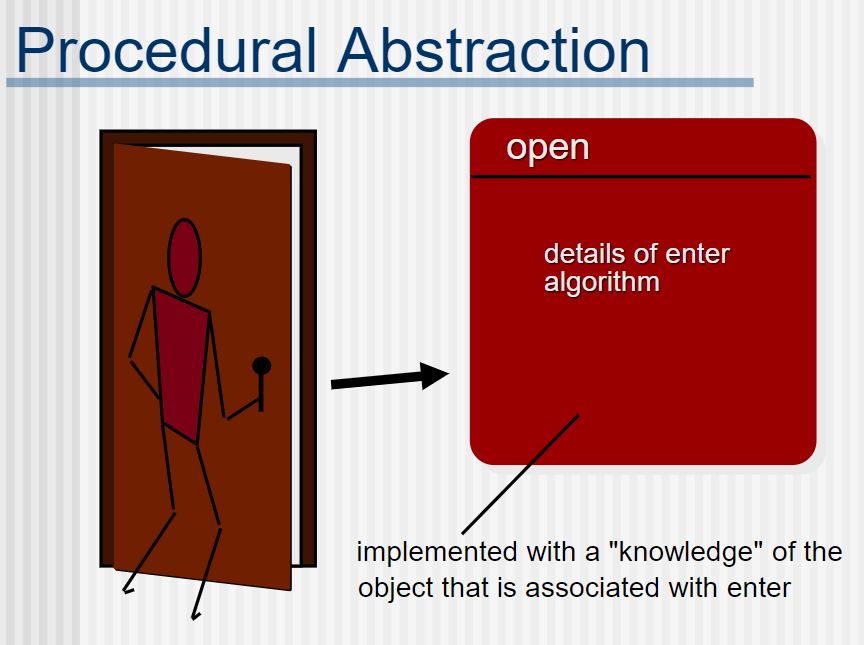 Procedural Abstraction
open
details of enter
algorithm
implemented with a "knowledge" of the
object that is associated with enter